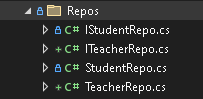 Repos
C# IStudentRepo.cs
+ C# ITeacherRepo.cs
C# StudentRepo.cs
+ C# TeacherRepo.cs